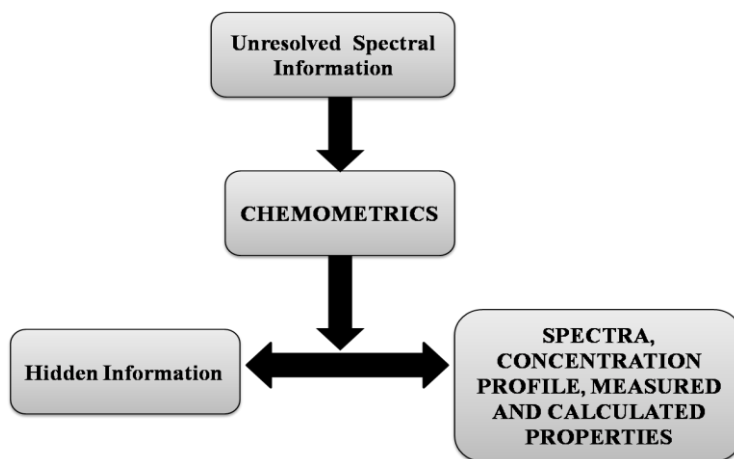 Unresolved Spectral
Information
CHEMOMETRICS
Hidden Information
SPECTRA,
CONCENTRATION
PROFILE, MEASURED
AND CALCULATED
PROPERTIES